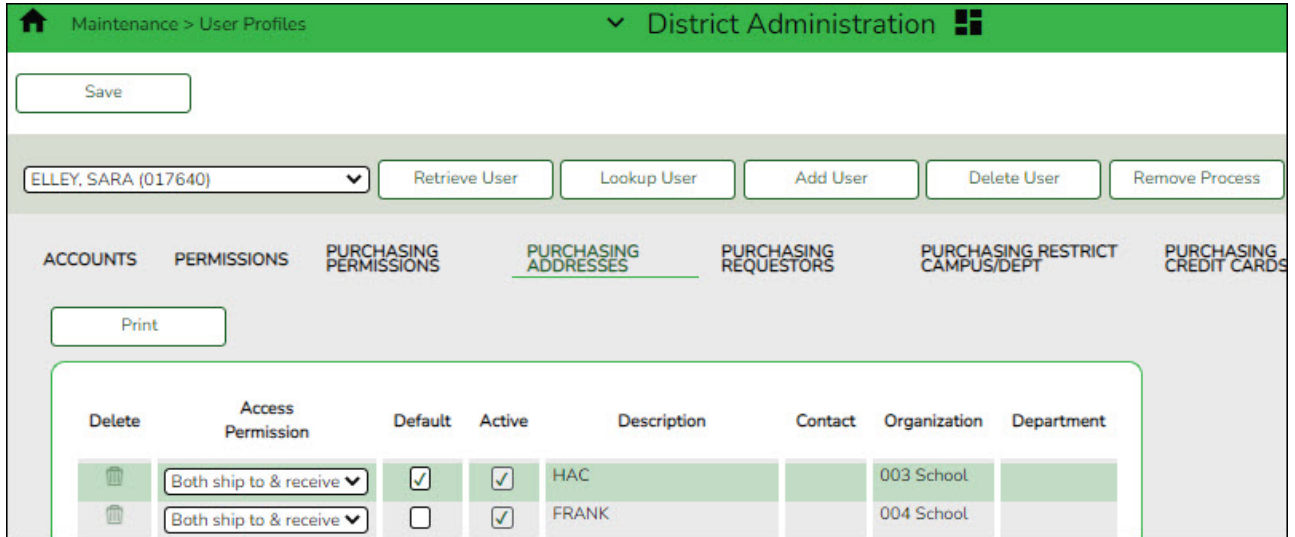 Maintenance > User Profiles
District Administration
Save
ELLEY, SARA (017640)
Retrieve User
Lookup User
Add User
Delete User
Remove Process
ACCOUNTS
PERMISSIONS
PURCHASING
PERMISSIONS
PURCHASING
ADDRESSES
PURCHASING
REQUESTORS
PURCHASING RESTRICT
CAMPUS/DEPT
PURCHASING
CREDIT CARDS
Print
Delete
Access
Permission
Default
Active
Description
Contact
Organization
Department
Both ship to & receive
HAC
003 School
Both ship to & receive
FRANK
004 School